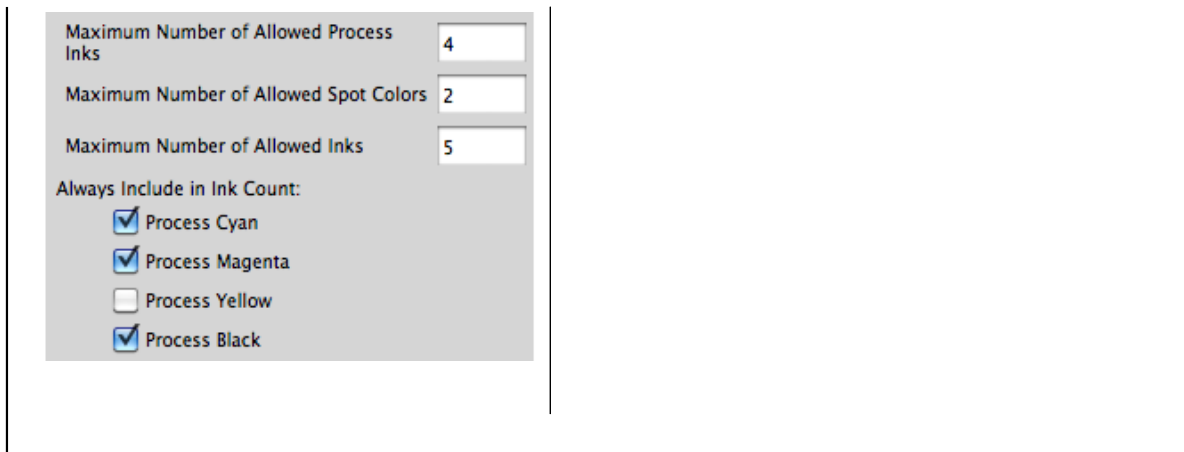 Maximum Number of Allowed Process
Inks
4
Maximum Number of Allowed Spot Colors 2
Maximum Number of Allowed Inks 5
Always Include in Ink Count:
Process Cyan
Process Magenta
Process Yellow
Process Black